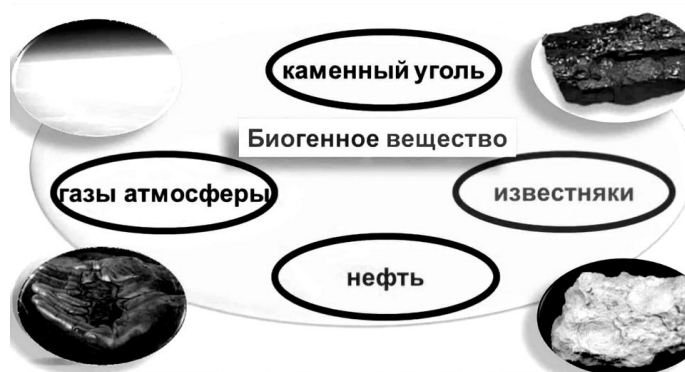 каменный уголь
Биогенное вещество
газы атмосферы
известняки
нефть